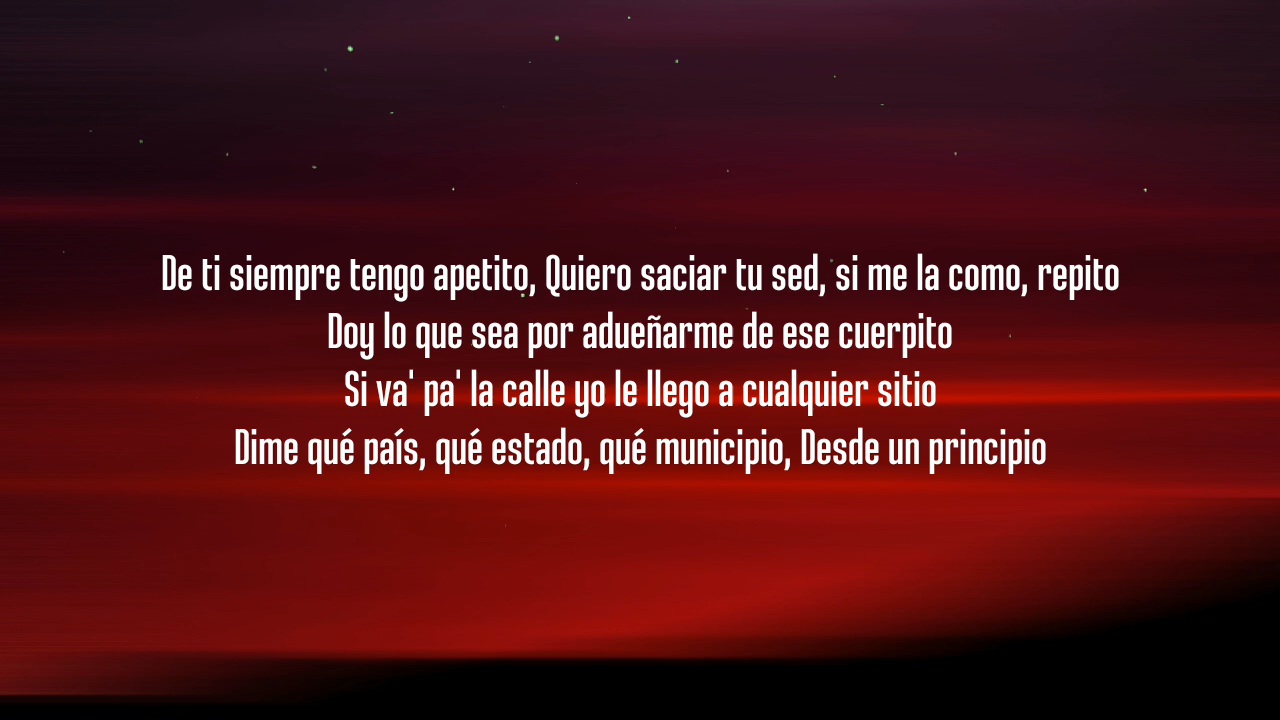 De ti siempre tengo apetito, Quiero saciar tu sed, si me la como, repito
Doy lo que sea por adueñarme de ese cuerpito
Si va' pa' la calle yo le llego a cualquier sitio
Dime qué país, qué estado, qué municipio, Desde un principio